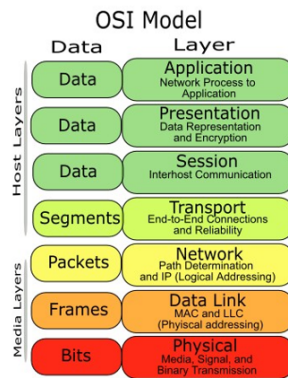 OSI Model
Data Layer
Host Layers
Data
Application
Network Process to
Application
Data
Presentation
Data Representation
and Encryption
Data
Session
Interhost Communication
Segments
Transport
End-to-End Connections
and Reliability
Media Layers
Packets
Network
Path Determination
and IP (Logical Addressing)
Frames
Data Link
MAC and LLC
(Phyiscal addressing)
Bits
Physical
Media, Signal, and
Binary Transmission